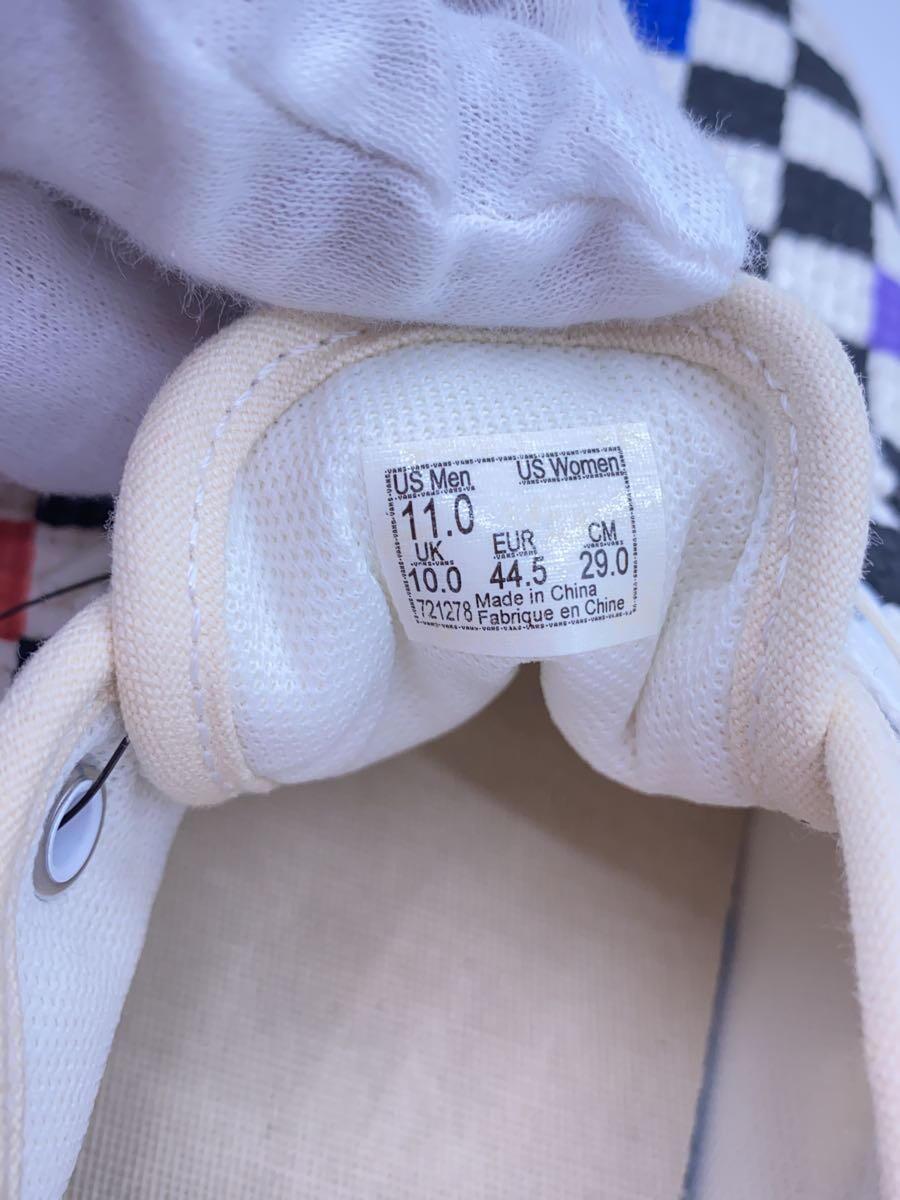 US Men US Women
11.0
UK EUR CM
10.0 44.5 29.0
721278 Made in China
Fabrique en Chine